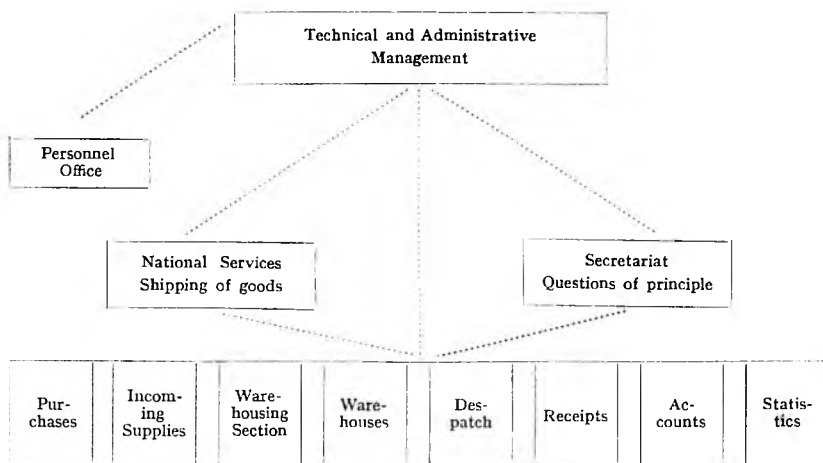 Technical and Administrative
Management
Personnel
Office
National Services
Shipping of goods
Secretariat
Questions of principle
Pur-
chases
Incom-
ing
Supplies
Ware-
housing
Section
Ware-
houses
Des-
patch
Receipts
Ac-
counts
Statis-
tics